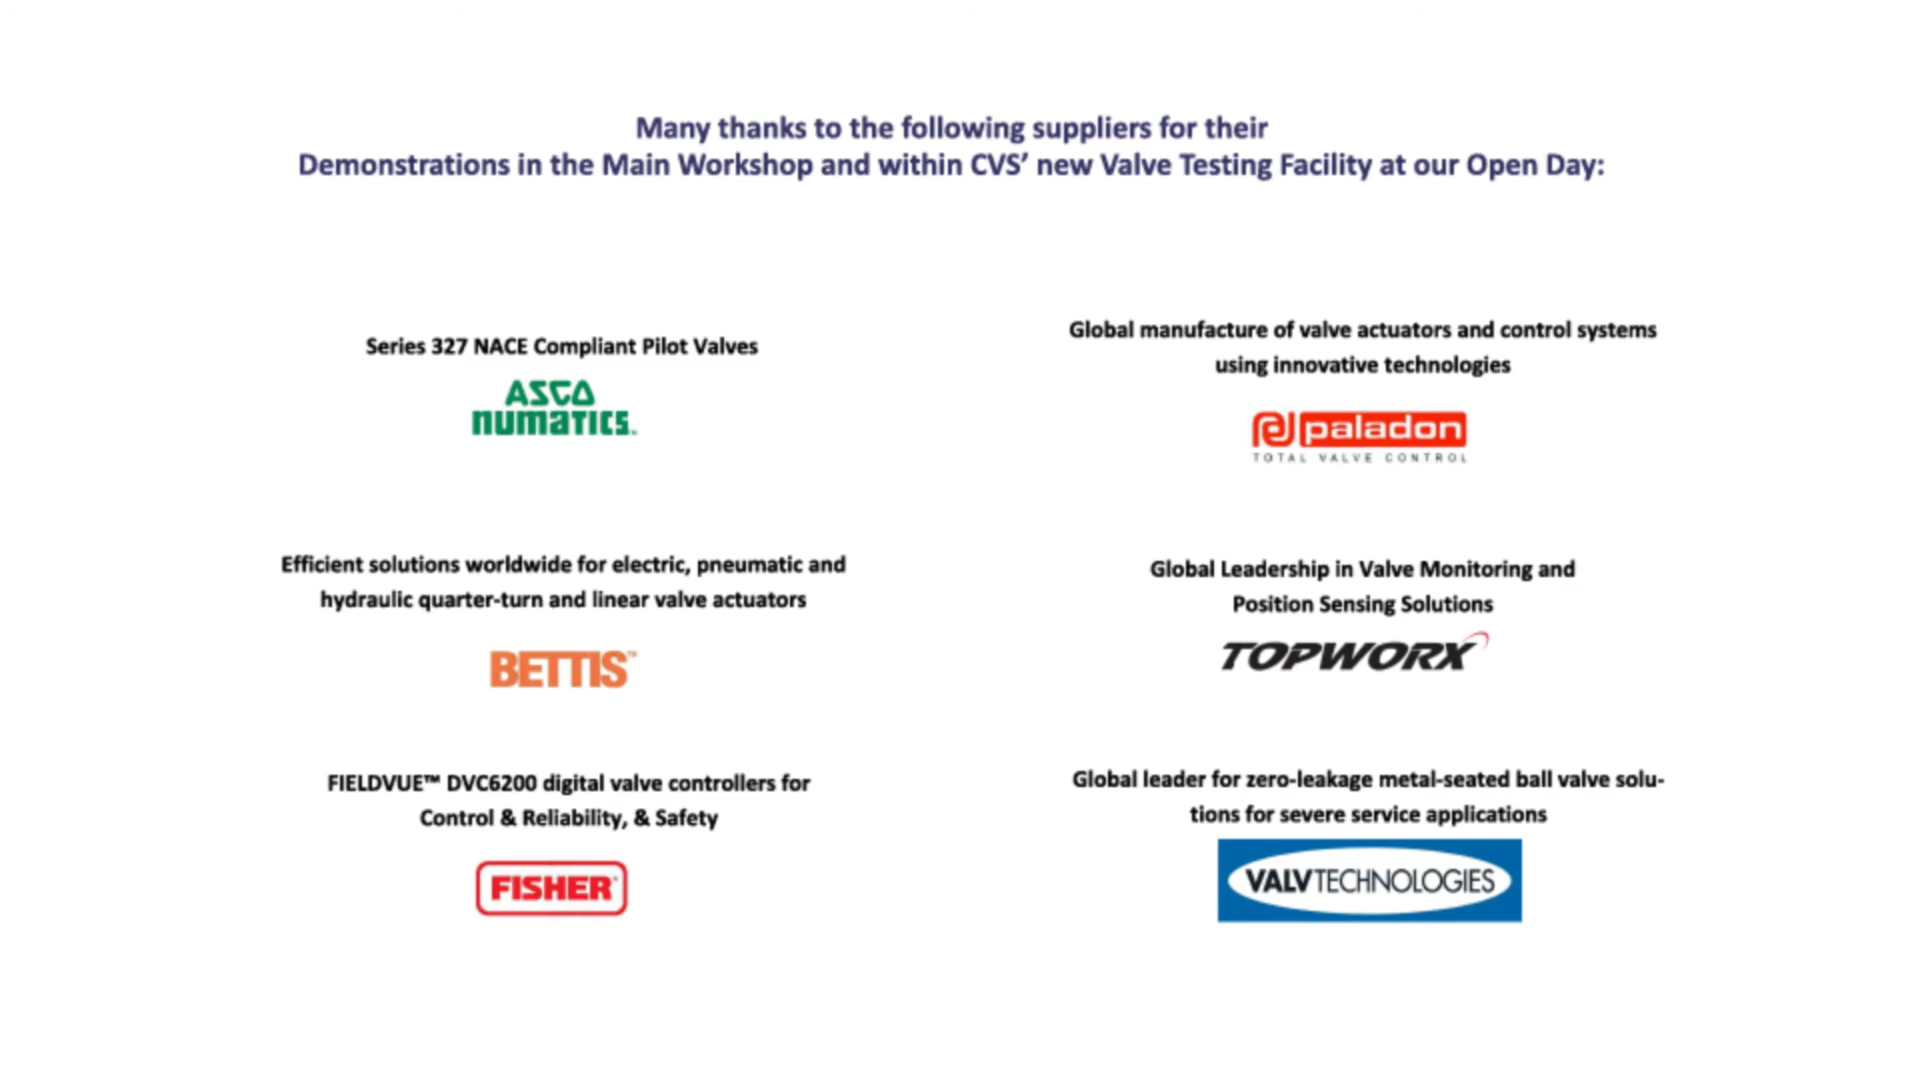 Many thanks to the following suppliers for their
Demonstrations in the Main Workshop and within CVS’ new Valve Testing Facility at our Open Day:
Series 327 NACE Compliant Pilot Valves
ASCO
numatics™
Global manufacture of valve actuators and control systems
using innovative technologies
paladon
TOTAL VALVE CONTROL
Efficient solutions worldwide for electric, pneumatic and
hydraulic quarter-turn and linear valve actuators
BETTIS™
Global Leadership in Valve Monitoring and
Position Sensing Solutions
TOPWORX
FIELDVUE™ DVC6200 digital valve controllers for
Control & Reliability, & Safety
FISHER®
Global leader for zero-leakage metal-seated ball valve solu-
tions for severe service applications
VALVTECHNOLOGIES